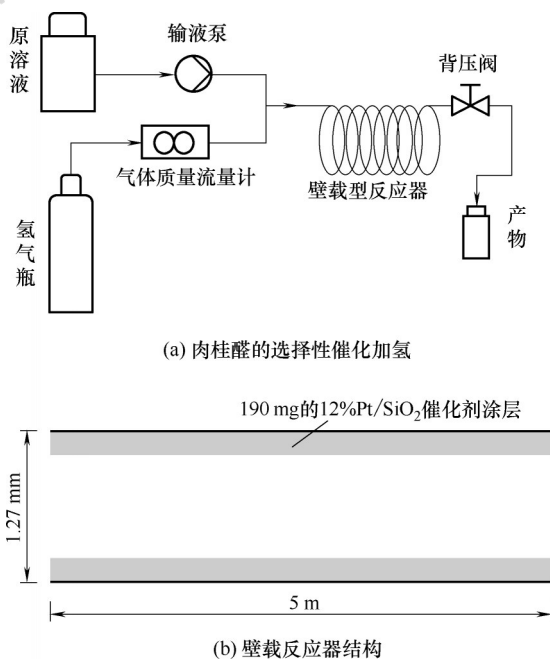 原溶液
输液泵
背压阀
气体质量流量计
壁载型反应器
氢气瓶
产物
(a) 肉桂醛的选择性催化加氢
190 mg的12%Pt/SiO₂催化剂涂层
1.27 mm
5 m
(b) 壁载反应器结构